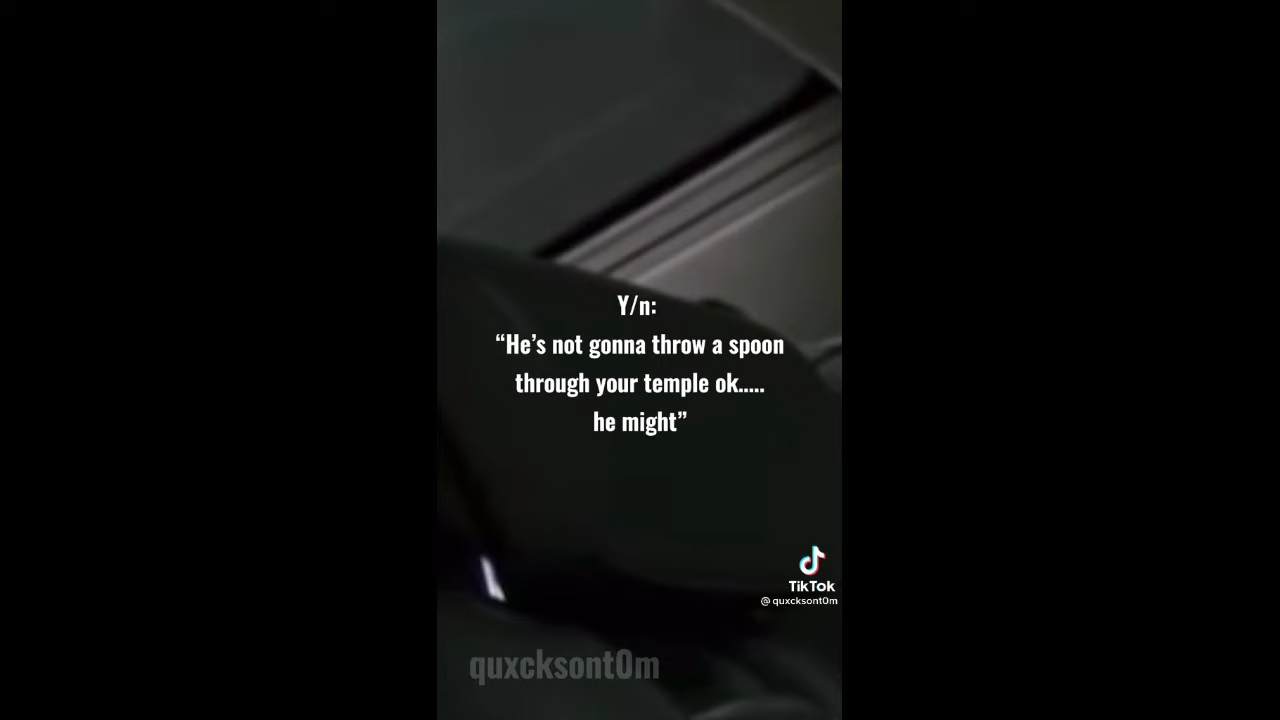 Y/n:
“He’s not gonna throw a spoon
through your temple ok.....
he might”
TikTok
@ quxcksont0m
quxcksont0m